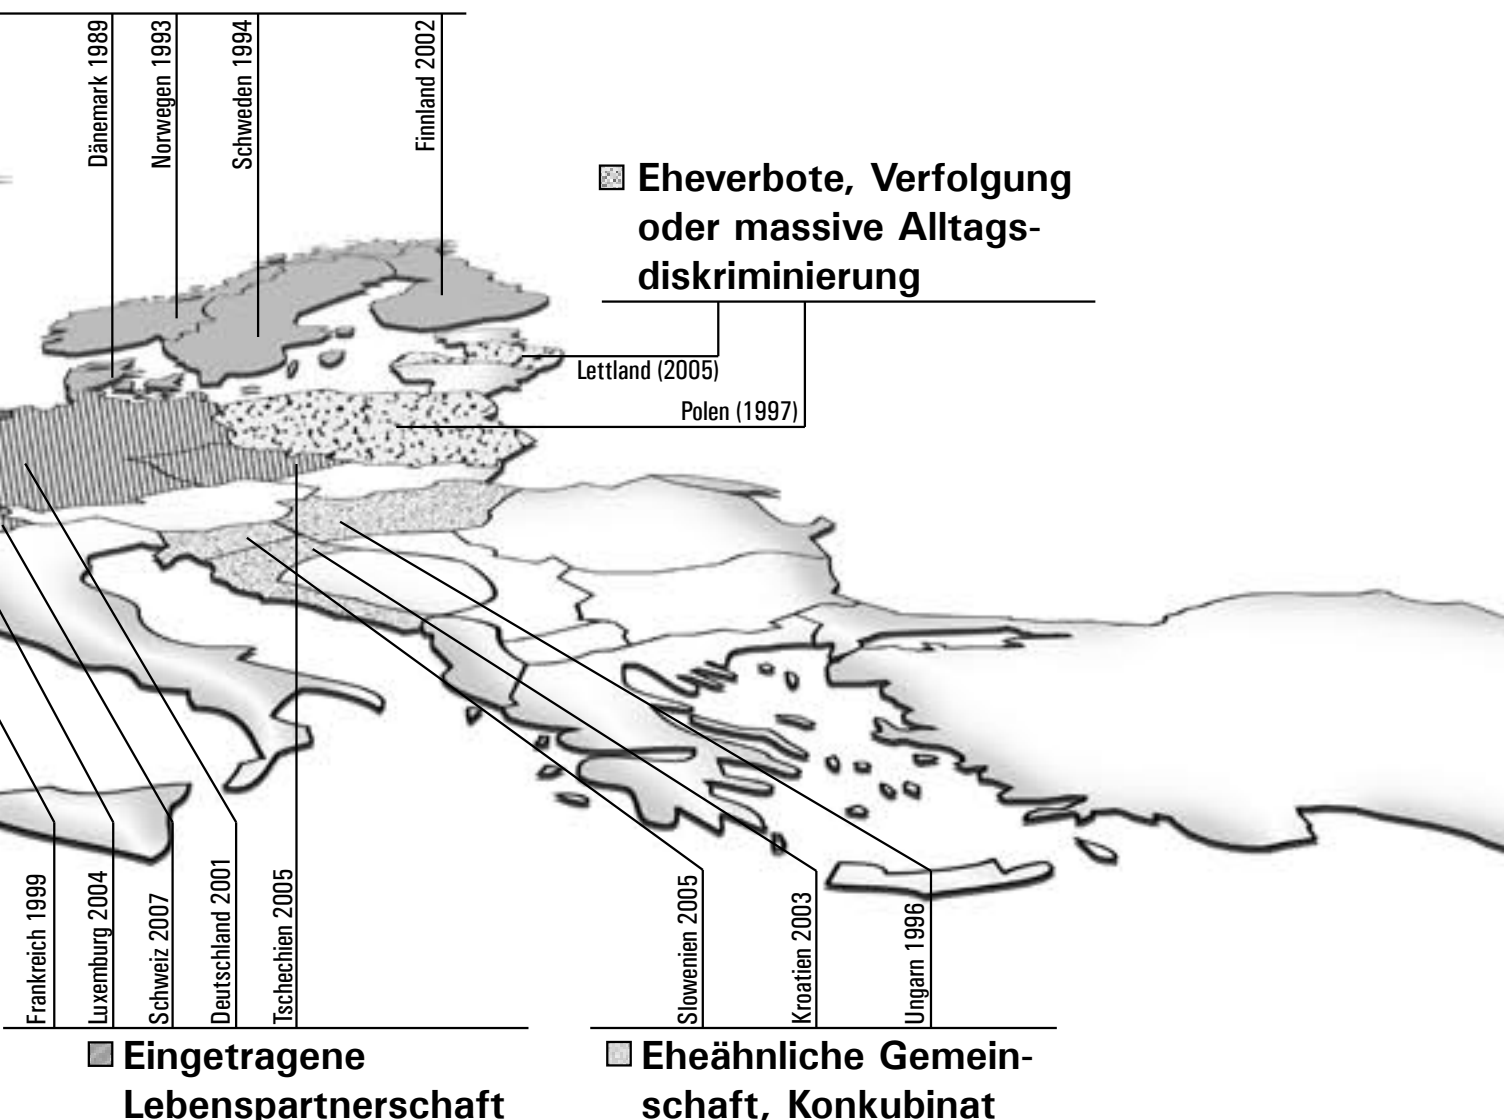 Dänemark 1989
Norwegen 1993
Schweden 1994
Finnland 2002
Eheverbote, Verfolgung
oder massive Alltags-
diskriminierung
Lettland (2005)
Polen (1997)
Frankreich 1999
Luxemburg 2004
Schweiz 2007
Deutschland 2001
Tschechien 2005
Slowenien 2005
Kroatien 2003
Ungarn 1996
Eingetragene
Lebenspartnerschaft
Eheähnliche Gemein-
schaft, Konkubinat